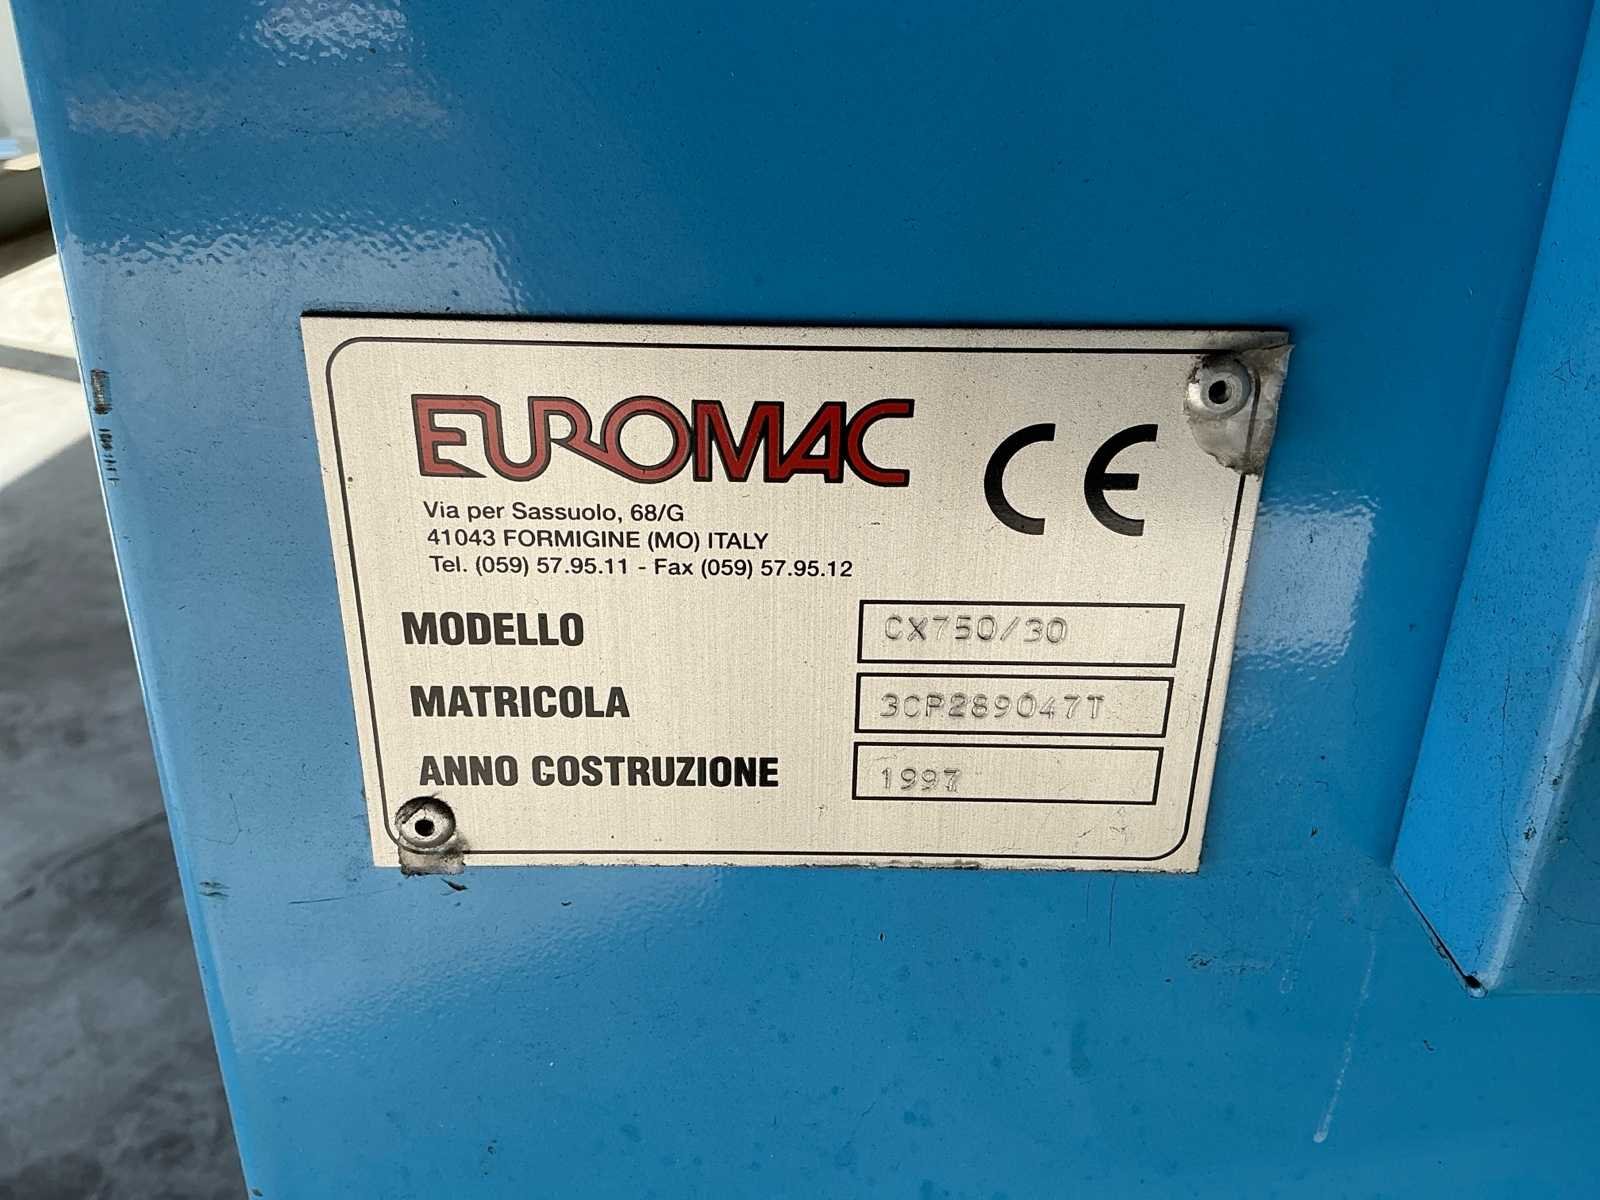 EUROMAC CE
Via per Sassuolo, 68/G
41043 FORMIGINE (MO) ITALY
Tel. (059) 57.95.11 - Fax (059) 57.95.12
MODELLO CX750/30
MATRICOLA 3CP289047T
ANNO COSTRUZIONE 1997